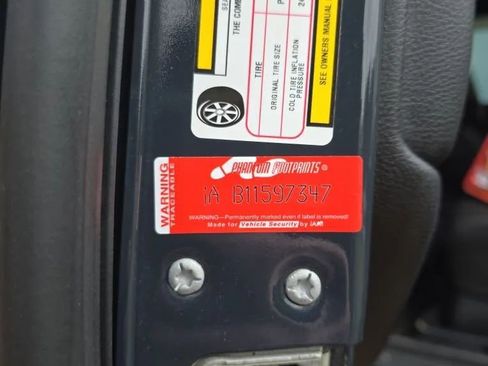 THE COMB
TIRE
ORIGINAL TIRE SIZE
COLD TIRE INFLATION
PRESSURE
SEE OWNERS MANUAL
WARNING
TRACEABLE
PHANTOM FOOTPRINTS ®
iA B11597347
WARNING—Permanently marked even if label is removed!
Made for Vehicle Security by iA